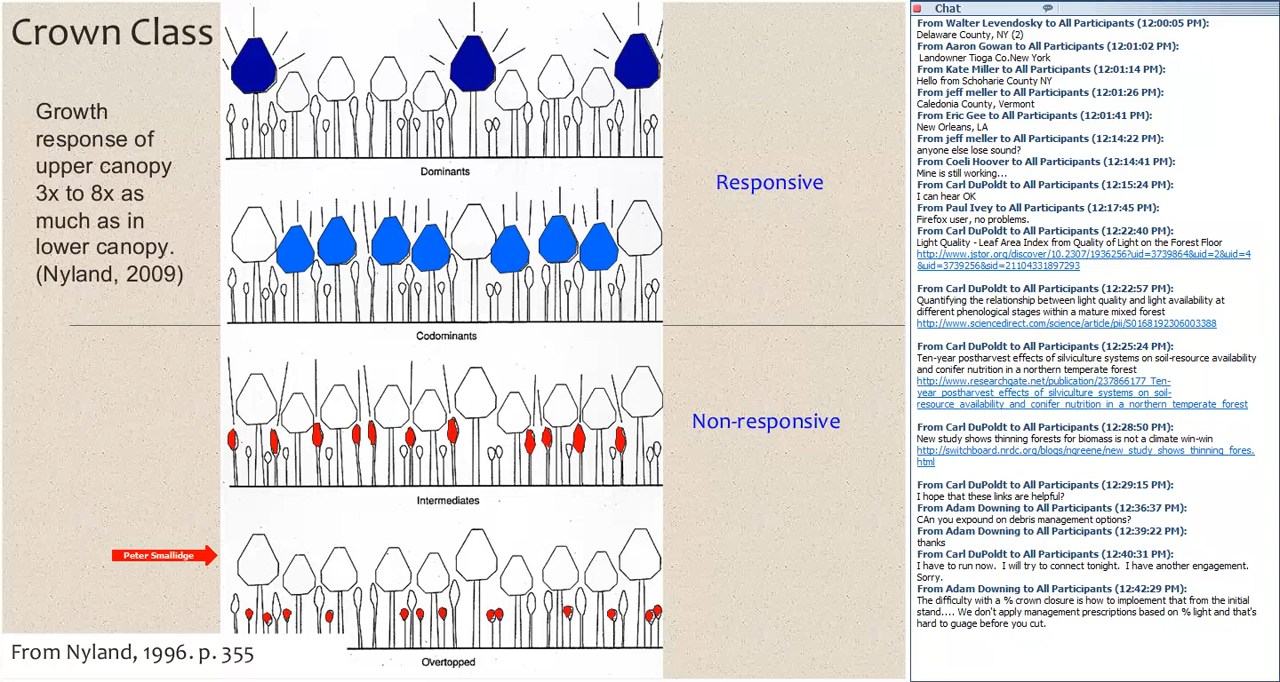 Crown Class
Growth
response of
upper canopy
3x to 8x as
much as in
lower canopy.
(Nyland, 2009)
Dominants
Responsive
Codominants
Non-responsive
Intermediates
Peter Smallidge
Overtopped
From Nyland, 1996. p. 355
Chat
From Walter Levendosky to All Participants (12:00:05 PM):
Delaware County, NY (2)
From Aaron Gowan to All Participants (12:01:02 PM):
Landowner Tioga Co.New York
From Kate Miller to All Participants (12:01:14 PM):
Hello from Schoharie County NY
From jeff meller to All Participants (12:01:26 PM):
Caledonia County, Vermont
From Eric Gee to All Participants (12:01:41 PM):
New Orleans, LA
From jeff meller to All Participants (12:14:22 PM):
anyone else lose sound?
From Coeli Hoover to All Participants (12:14:41 PM):
Mine is still working...
From Carl DuPoldt to All Participants (12:15:24 PM):
I can hear OK
From Paul Ivey to All Participants (12:17:45 PM):
Firefox user, no problems.
From Carl DuPoldt to All Participants (12:22:40 PM):
Light Quality - Leaf Area Index from Quality of Light on the Forest Floor
http://www.jstor.org/discover/10.2307/1936256?uid=3739864&uid=2&uid=4
&uid=3739256&sid=21104331897293
From Carl DuPoldt to All Participants (12:22:57 PM):
Quantifying the relationship between light quality and light availability at
different phenological stages within a mature mixed forest
http://www.sciencedirect.com/science/article/pii/S0168192306003388
From Carl DuPoldt to All Participants (12:25:24 PM):
Ten-year postharvest effects of silviculture systems on soil-resource availability
and conifer nutrition in a northern temperate forest
http://www.researchgate.net/publication/237866177_Ten-
year_postharvest_effects_of_silviculture_systems_on_soil-
resource_availability_and_conifer_nutrition_in_a_northern_temperate_forest
From Carl DuPoldt to All Participants (12:28:50 PM):
New study shows thinning forests for biomass is not a climate win-win
http://switchboard.nrdc.org/blogs/ngreene/new_study_shows_thinning_fores.
html
From Carl DuPoldt to All Participants (12:29:15 PM):
I hope that these links are helpful?
From Adam Downing to All Participants (12:36:37 PM):
CAn you expound on debris management options?
From Adam Downing to All Participants (12:39:22 PM):
thanks
From Carl DuPoldt to All Participants (12:40:31 PM):
I have to run now. I will try to connect tonight. I have another engagement.
Sorry.
From Adam Downing to All Participants (12:42:29 PM):
The difficulty with a % crown closure is how to imploement that from the initial
stand.... We don't apply management prescriptions based on % light and that's
hard to guage before you cut.